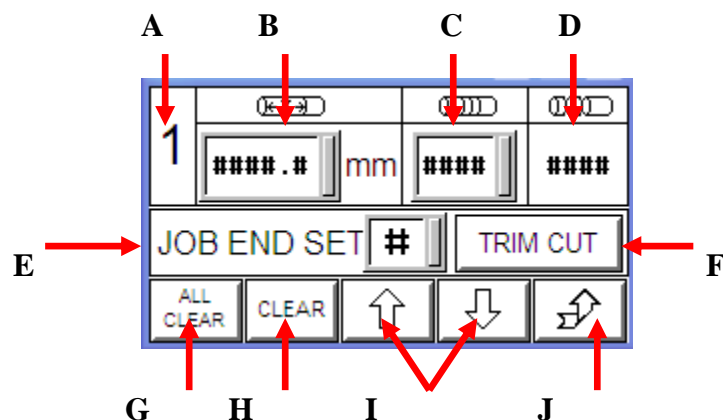 A B C D
1 ####.# mm #### ####
E JOB END SET # TRIM CUT F
ALL CLEAR CLEAR
G H I J